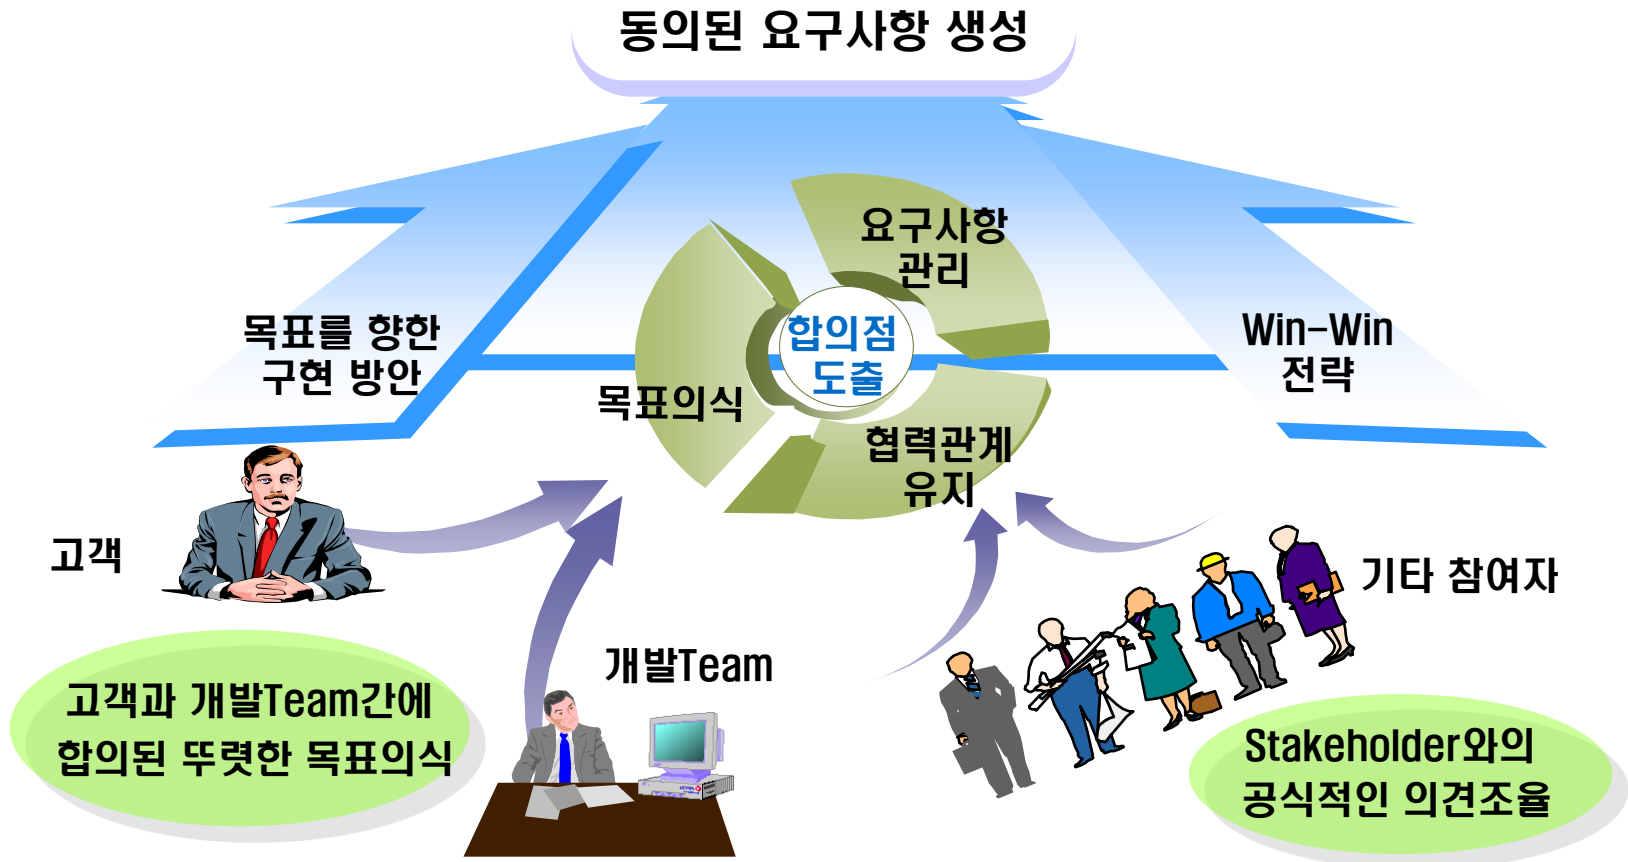 동의된 요구사항 생성
요구사항
관리
목표를 향한
구현 방안
합의점
도출
Win-Win
전략
목표의식
협력관계
유지
고객
기타 참여자
개발Team
고객과 개발Team간에
합의된 뚜렷한 목표의식
Stakeholder와의
공식적인 의견조율